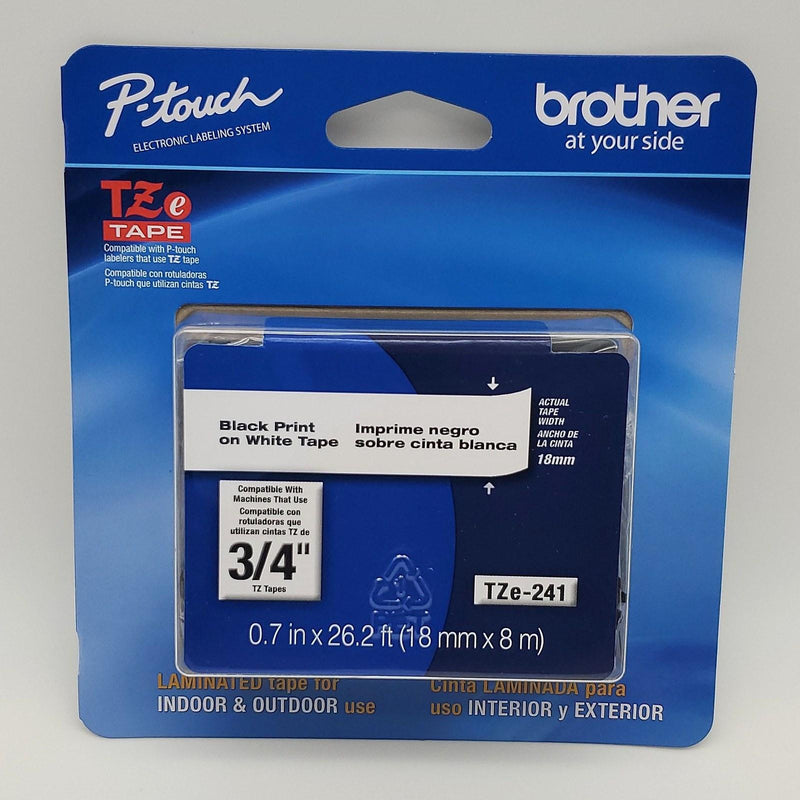 P-touch
ELECTRONIC LABELING SYSTEM
brother
at your side
TZe
TAPE
Compatible with P-touch
labelers that use TZ tape
Compatible con rotuladoras
P-touch que utilizan cintas TZ
Black Print
on White Tape
Imprime negro
sobre cinta blanca
ACTUAL
TAPE
WIDTH
ANCHO DE
LA CINTA
18mm
Compatible With
Machines That Use
Compatible con
rotuladoras que
utilizan cintas TZ de
3/4"
TZ Tapes
TZe-241
0.7 in x 26.2 ft (18 mm x 8 m)
LAMINATED tape for
INDOOR & OUTDOOR use
Cinta LAMINADA para
uso INTERIOR y EXTERIOR